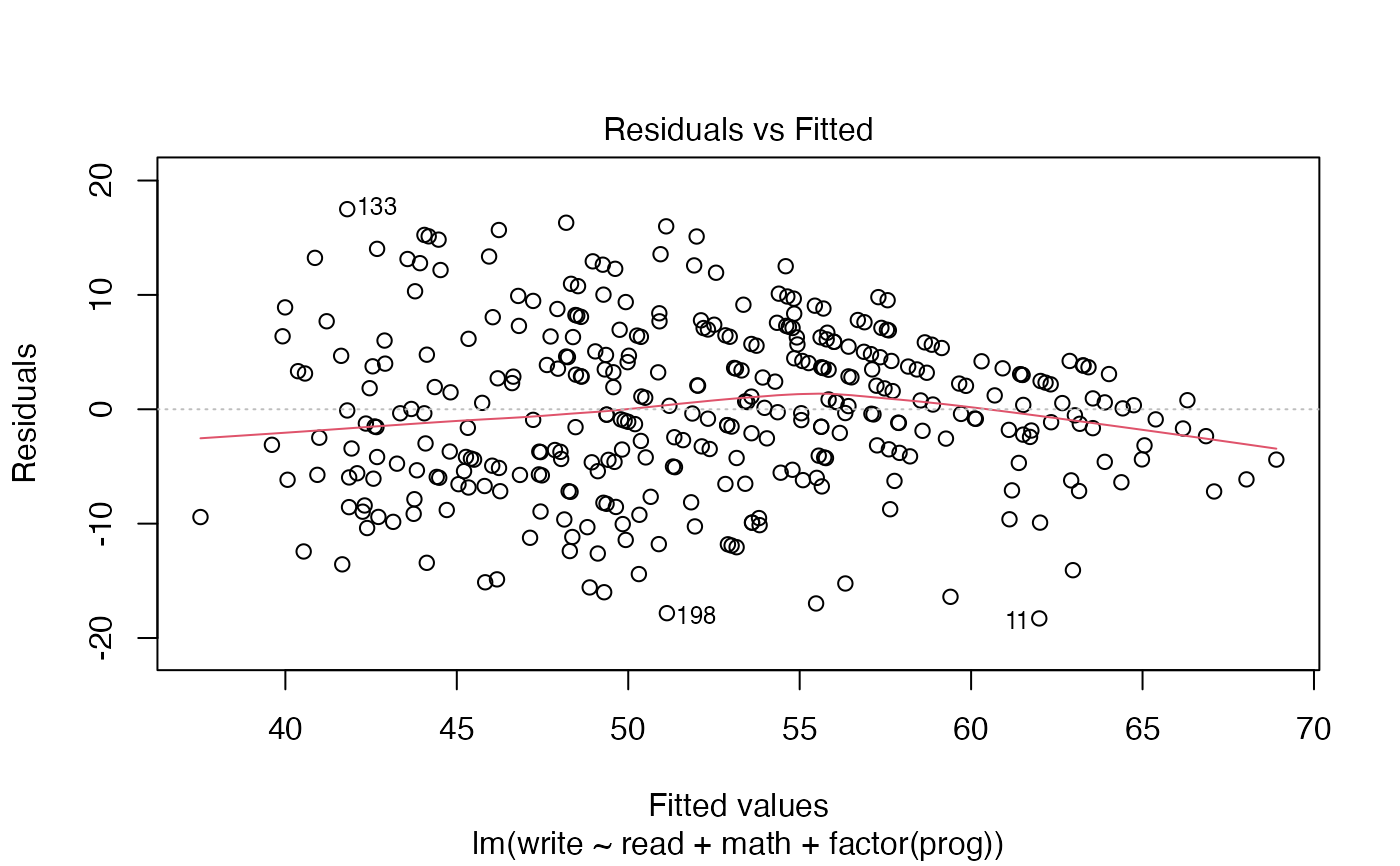 Residuals vs Fitted
Residuals
20
10
0
-10
-20
133
198
11
40 45 50 55 60 65 70
Fitted values
lm(write ~ read + math + factor(prog))